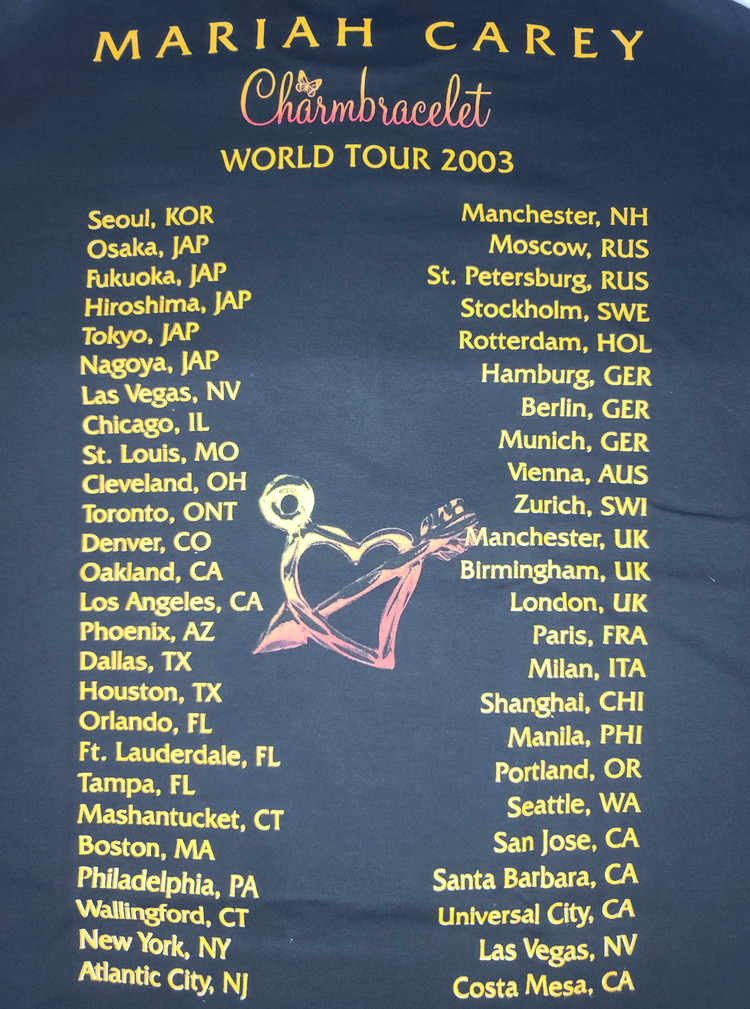 MARIAH CAREY
Charmbracelet
WORLD TOUR 2003
Seoul, KOR
Osaka, JAP
Fukuoka, JAP
Hiroshima, JAP
Tokyo, JAP
Nagoya, JAP
Las Vegas, NV
Chicago, IL
St. Louis, MO
Cleveland, OH
Toronto, ONT
Denver, CO
Oakland, CA
Los Angeles, CA
Phoenix, AZ
Dallas, TX
Houston, TX
Orlando, FL
Ft. Lauderdale, FL
Tampa, FL
Mashantucket, CT
Boston, MA
Philadelphia, PA
Wallingford, CT
New York, NY
Atlantic City, NJ
Manchester, NH
Moscow, RUS
St. Petersburg, RUS
Stockholm, SWE
Rotterdam, HOL
Hamburg, GER
Berlin, GER
Munich, GER
Vienna, AUS
Zurich, SWI
Manchester, UK
Birmingham, UK
London, UK
Paris, FRA
Milan, ITA
Shanghai, CHI
Manila, PHI
Portland, OR
Seattle, WA
San Jose, CA
Santa Barbara, CA
Universal City, CA
Las Vegas, NV
Costa Mesa, CA